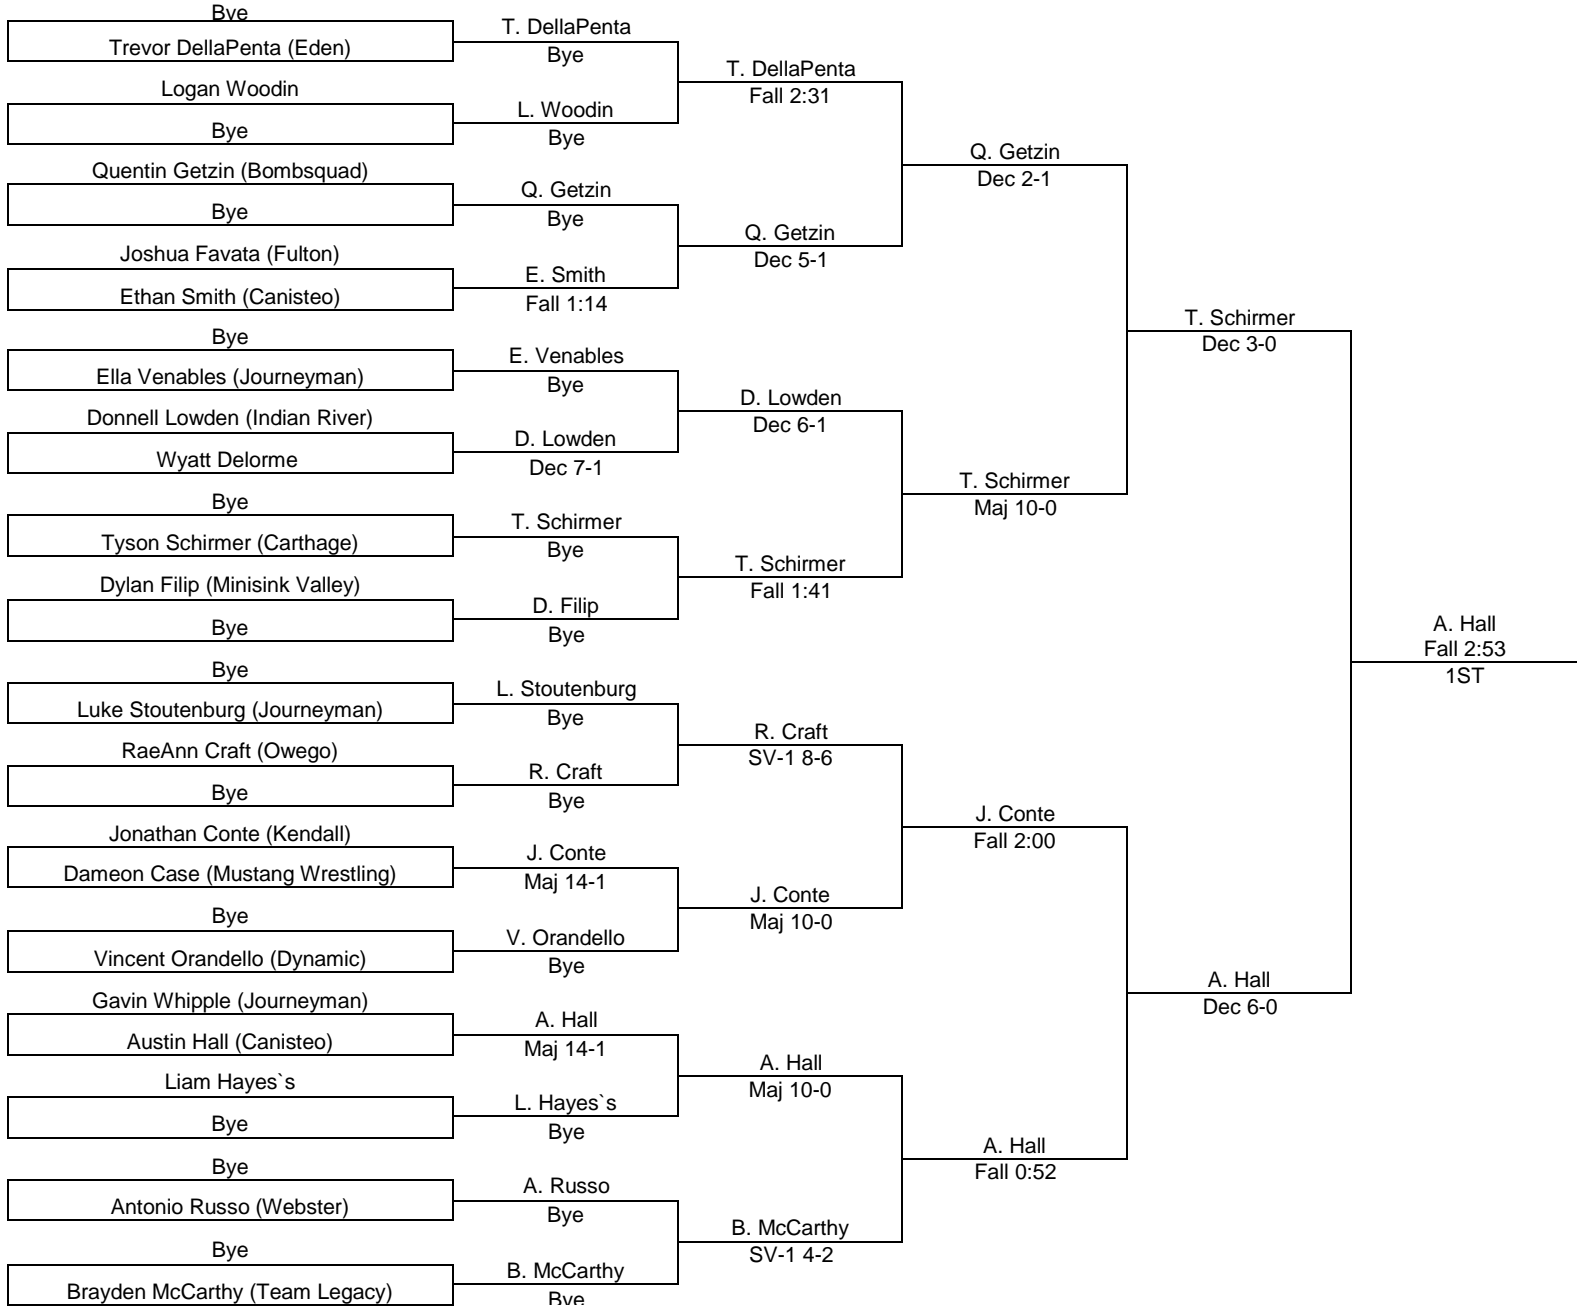 Bye
Trevor DellaPenta (Eden)
Logan Woodin
Bye
Quentin Getzin (Bombsquad)
Bye
Joshua Favata (Fulton)
Ethan Smith (Canisteo)
Bye
Ella Venables (Journeyman)
Donnell Lowden (Indian River)
Wyatt Delorme
Bye
Tyson Schirmer (Carthage)
Dylan Filip (Minisink Valley)
Bye
Bye
Luke Stoutenburg (Journeyman)
RaeAnn Craft (Owego)
Bye
Jonathan Conte (Kendall)
Dameon Case (Mustang Wrestling)
Bye
Vincent Orandello (Dynamic)
Gavin Whipple (Journeyman)
Austin Hall (Canisteo)
Liam Hayes`s
Bye
Bye
Antonio Russo (Webster)
Bye
Brayden McCarthy (Team Legacy)
T. DellaPenta
Bye
L. Woodin
Bye
Q. Getzin
Bye
E. Smith
Fall 1:14
E. Venables
Bye
D. Lowden
Dec 7-1
T. Schirmer
Bye
D. Filip
Bye
L. Stoutenburg
Bye
R. Craft
Bye
J. Conte
Maj 14-1
V. Orandello
Bye
A. Hall
Maj 14-1
L. Hayes`s
Bye
A. Russo
Bye
B. McCarthy
Bye
T. DellaPenta
Fall 2:31
Q. Getzin
Dec 5-1
D. Lowden
Dec 6-1
T. Schirmer
Fall 1:41
R. Craft
SV-1 8-6
J. Conte
Maj 10-0
A. Hall
Maj 10-0
B. McCarthy
SV-1 4-2
Q. Getzin
Dec 2-1
T. Schirmer
Maj 10-0
J. Conte
Fall 2:00
A. Hall
Fall 0:52
T. Schirmer
Dec 3-0
A. Hall
Dec 6-0
A. Hall
Fall 2:53
1ST